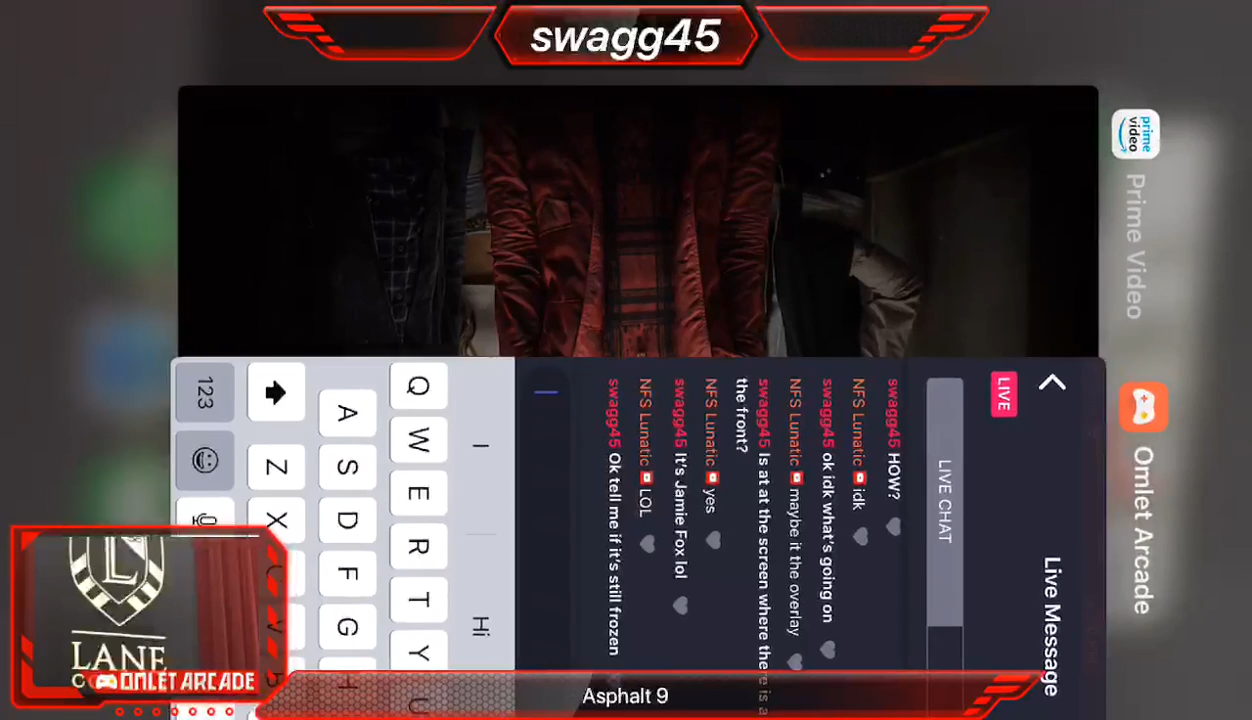 swagg45
Prime Video
Omlet Arcade
prime video
Live Message
LIVE
LIVE CHAT
swagg45 HOW?
NFS Lunatic idk
swagg45 ok idk what's going on
NFS Lunatic maybe it the overlay
swagg45 Is at at the screen where there is a
the front?
NFS Lunatic yes
swagg45 It's Jamie Fox lol
NFS Lunatic LOL
swagg45 Ok tell me if it's still frozen
I Hi
Q W E R T Y U
A S D F G H
Z X C V B
123
L
LANE
OMLET ARCADE
Asphalt 9